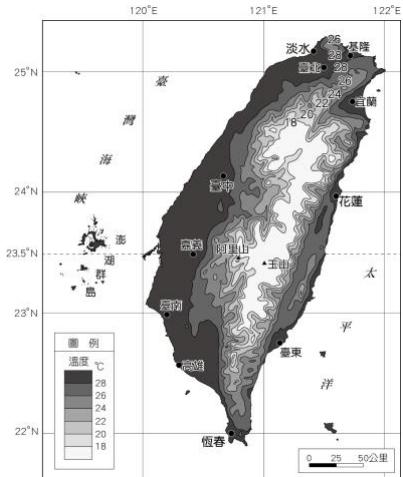 120°E 121°E 122°E
25°N
24°N
23.5°N
23°N
22°N
臺
灣
海
峽
淡水
基隆
臺北
宜蘭
26
28
28
26
24
22
20
18
臺中
花蓮
嘉義
阿里山
玉山
澎
湖
群
島
臺南
高雄
臺東
恆春
太
平
洋
圖 例
溫度 ℃
28
26
24
22
20
18
0 25 50公里